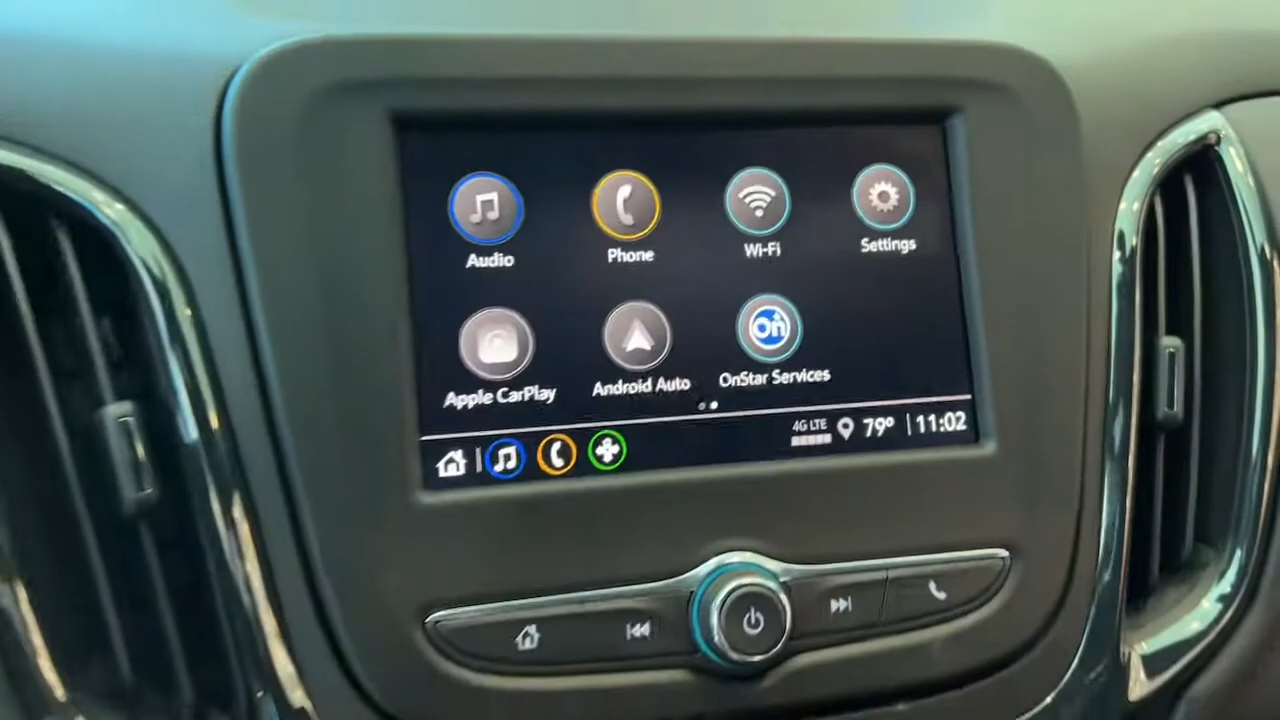 Audio Phone Wi-Fi Settings
Apple CarPlay Android Auto On OnStar Services
4G LTE 79° 11:02